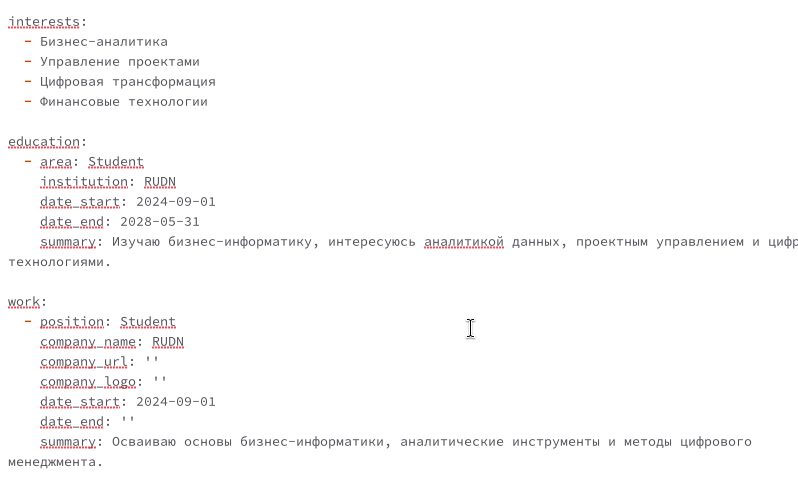 interests:
- Бизнес-аналитика
- Управление проектами
- Цифровая трансформация
- Финансовые технологии
education:
- area: Student
institution: RUDN
date_start: 2024-09-01
date_end: 2028-05-31
summary: Изучаю бизнес-информатику, интересуюсь аналитикой данных, проектным управлением и цифр
технологиями.
work:
- position: Student
company_name: RUDN
company_url: ''
company_logo: ''
date_start: 2024-09-01
date_end: ''
summary: Осваиваю основы бизнес-информатики, аналитические инструменты и методы цифрового
менеджмента.